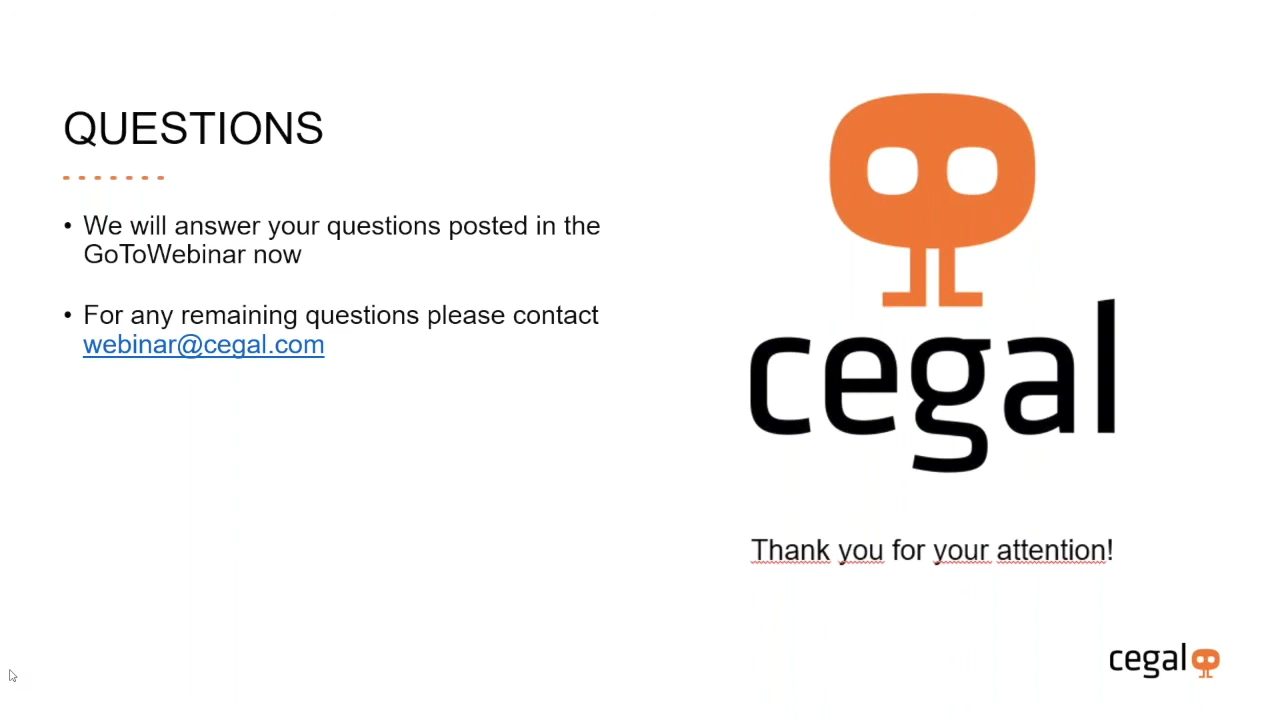 QUESTIONS
• We will answer your questions posted in the
GoToWebinar now
• For any remaining questions please contact
webinar@cegal.com
cegal
Thank you for your attention!
cegal